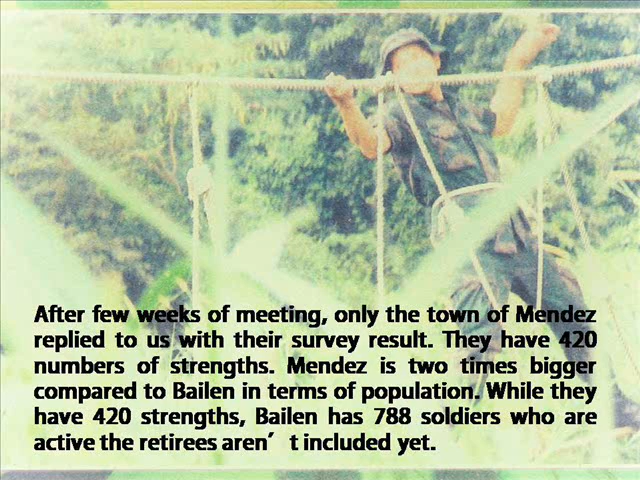 After few weeks of meeting, only the town of Mendez
replied to us with their survey result. They have 420
numbers of strengths. Mendez is two times bigger
compared to Bailen in terms of population. While they
have 420 strengths, Bailen has 788 soldiers who are
active the retirees aren’t included yet.